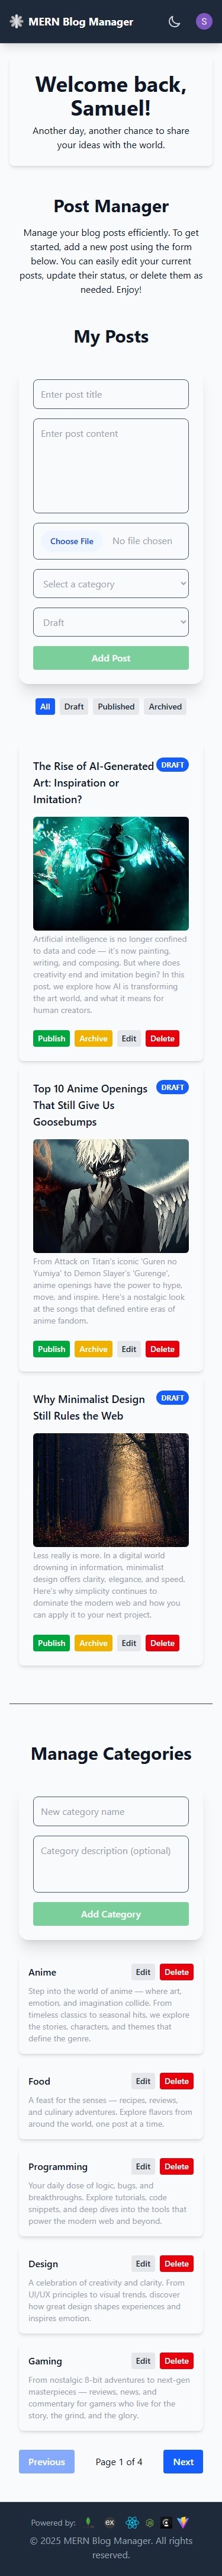 MERN Blog Manager
S
Welcome back,
Samuel!
Another day, another chance to share
your ideas with the world.
Post Manager
Manage your blog posts efficiently. To get
started, add a new post using the form
below. You can easily edit your current
posts, update their status, or delete them as
needed. Enjoy!
My Posts
Enter post title
Enter post content
Choose File No file chosen
Select a category
Draft
Add Post
All Draft Published Archived
The Rise of AI-Generated DRAFT
Art: Inspiration or
Imitation?
Artificial intelligence is no longer confined
to data and code — it's now painting,
writing, and composing. But where does
creativity end and imitation begin? In this
post, we explore how AI is transforming
the art world, and what it means for
human creators.
Publish Archive Edit Delete
Top 10 Anime Openings DRAFT
That Still Give Us
Goosebumps
From Attack on Titan's iconic 'Guren no
Yumiya' to Demon Slayer's 'Gurenge',
anime openings have the power to hype,
move, and inspire. Here's a nostalgic look
at the songs that defined entire eras of
anime fandom.
Publish Archive Edit Delete
Why Minimalist Design DRAFT
Still Rules the Web
Less really is more. In a digital world
drowning in information, minimalist
design offers clarity, elegance, and speed.
Here's why simplicity continues to
dominate the modern web and how you
can apply it to your next project.
Publish Archive Edit Delete
Manage Categories
New category name
Category description (optional)
Add Category
Anime Edit Delete
Step into the world of anime — where art,
emotion, and imagination collide. From
timeless classics to seasonal hits, we explore
the stories, characters, and themes that
define the genre.
Food Edit Delete
A feast for the senses — recipes, reviews,
and culinary adventures. Explore flavors from
around the world, one post at a time.
Programming Edit Delete
Your daily dose of logic, bugs, and
breakthroughs. Explore tutorials, code
snippets, and deep dives into the tools that
power the modern web and beyond.
Design Edit Delete
A celebration of creativity and clarity. From
UI/UX principles to visual trends, discover
how great design shapes experiences and
inspires emotion.
Gaming Edit Delete
From nostalgic 8-bit adventures to next-gen
masterpieces — reviews, news, and
commentary for gamers who live for the
story, the grind, and the glory.
Previous Page 1 of 4 Next
Powered by: ex
© 2025 MERN Blog Manager. All rights
reserved.